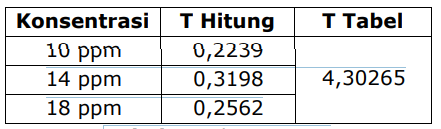 Konsentrasi T Hitung T Tabel
10 ppm 0,2239
14 ppm 0,3198 4,30265
18 ppm 0,2562